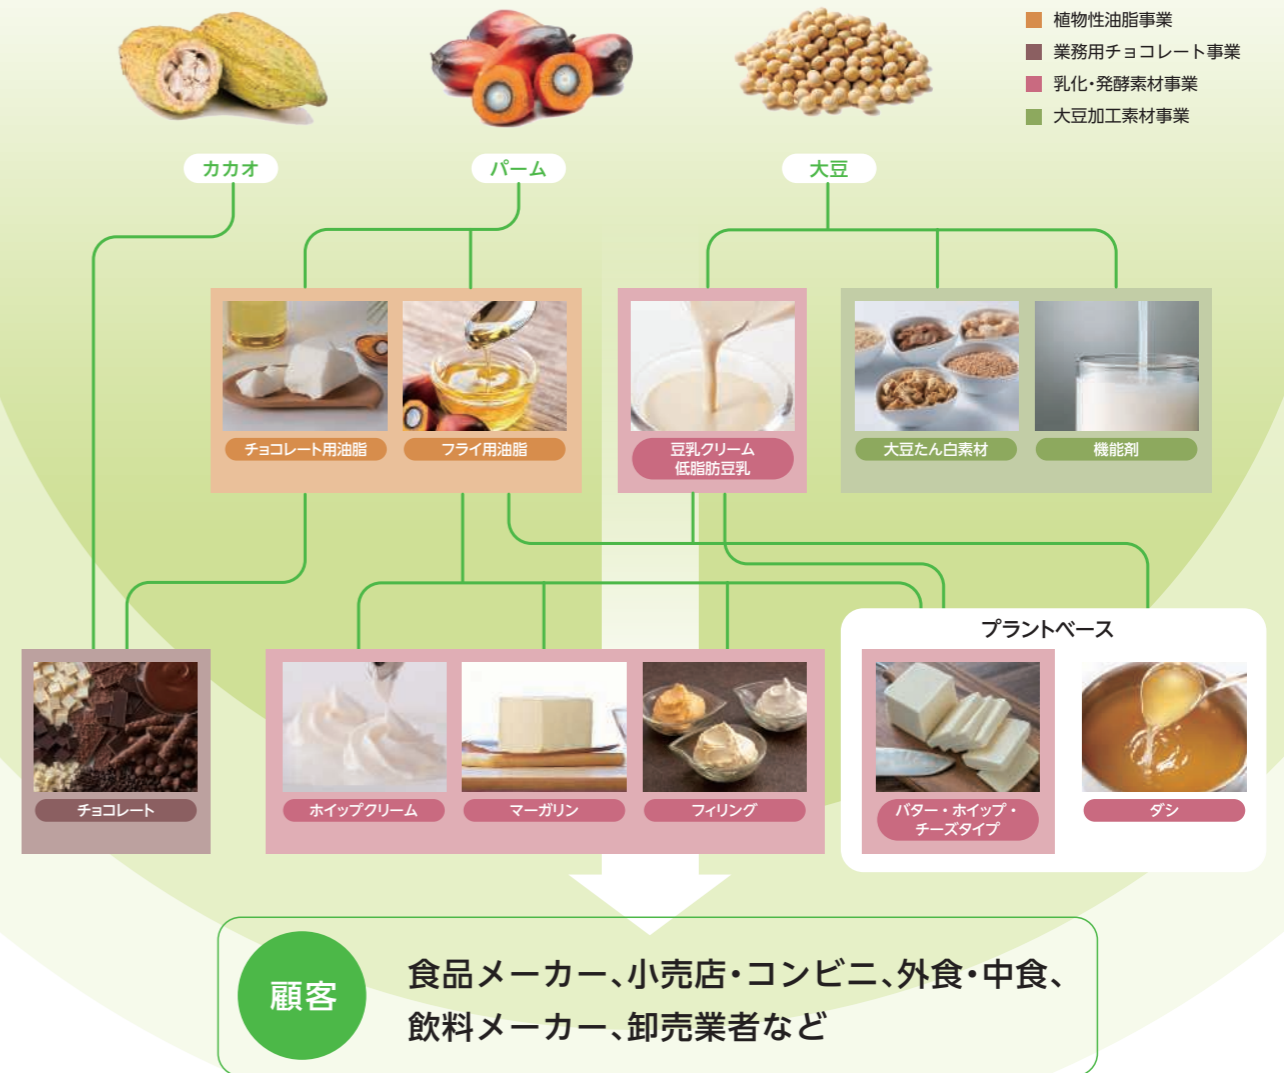 植物性油脂事業
業務用チョコレート事業
乳化・発酵素材事業
大豆加工素材事業
カカオ
パーム
大豆
チョコレート用油脂
フライ用油脂
豆乳クリーム
低脂肪豆乳
大豆たん白素材
機能剤
プラントベース
チョコレート
ホイップクリーム
マーガリン
フィリング
バター・ホイップ・
チーズタイプ
ダシ
顧客
食品メーカー、小売店・コンビニ、外食・中食、
飲料メーカー、卸売業者など